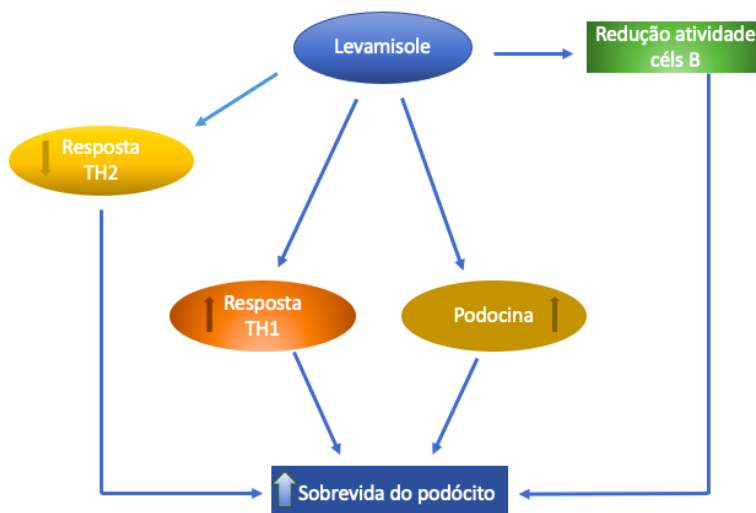 Levamisole
Redução atividade
céls B
Resposta
TH2
Resposta
TH1
Podocina
Sobrevida do podócito